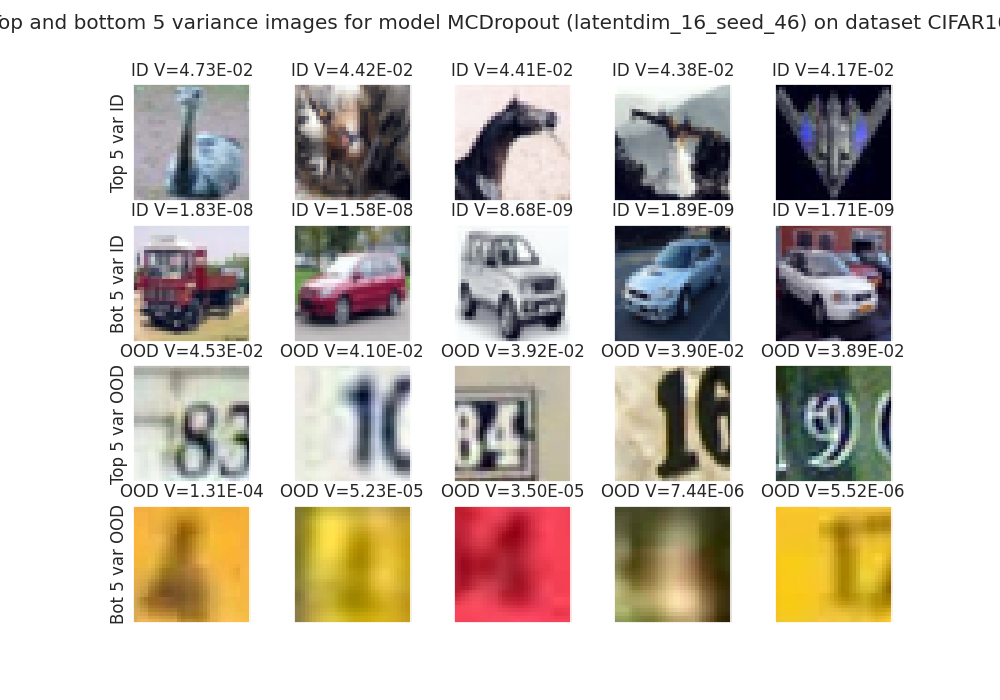 op and bottom 5 variance images for model MCDropout (latentdim_16_seed_46) on dataset CIFAR10
ID V=4.73E-02 ID V=4.42E-02 ID V=4.41E-02 ID V=4.38E-02 ID V=4.17E-02
Top 5 var ID
ID V=1.83E-08 ID V=1.58E-08 ID V=8.68E-09 ID V=1.89E-09 ID V=1.71E-09
Bot 5 var ID
OOD V=4.53E-02 OOD V=4.10E-02 OOD V=3.92E-02 OOD V=3.90E-02 OOD V=3.89E-02
Top 5 var OOD
83 10 84 16 19
OOD V=1.31E-04 OOD V=5.23E-05 OOD V=3.50E-05 OOD V=7.44E-06 OOD V=5.52E-06
Bot 5 var OOD
4 17